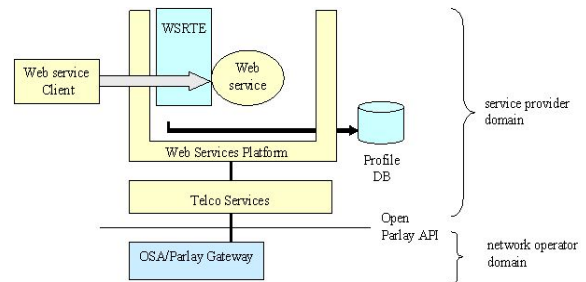 WSRTE
Web service
Client
Web
service
service provider
domain
Web Services Platform
Profile
DB
Telco Services
Open
Parlay API
OSA/Parlay Gateway
network operator
domain